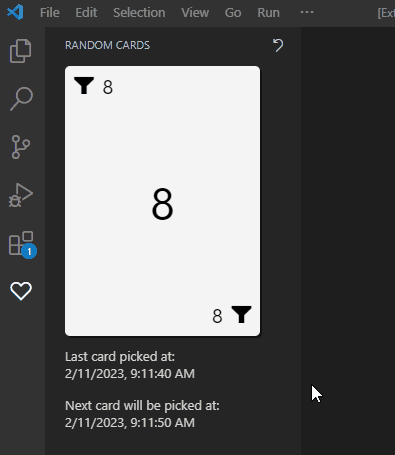 File Edit Selection View Go Run ··· [Ext
RANDOM CARDS
8
8
8
1
Last card picked at:
2/11/2023, 9:11:40 AM
Next card will be picked at:
2/11/2023, 9:11:50 AM